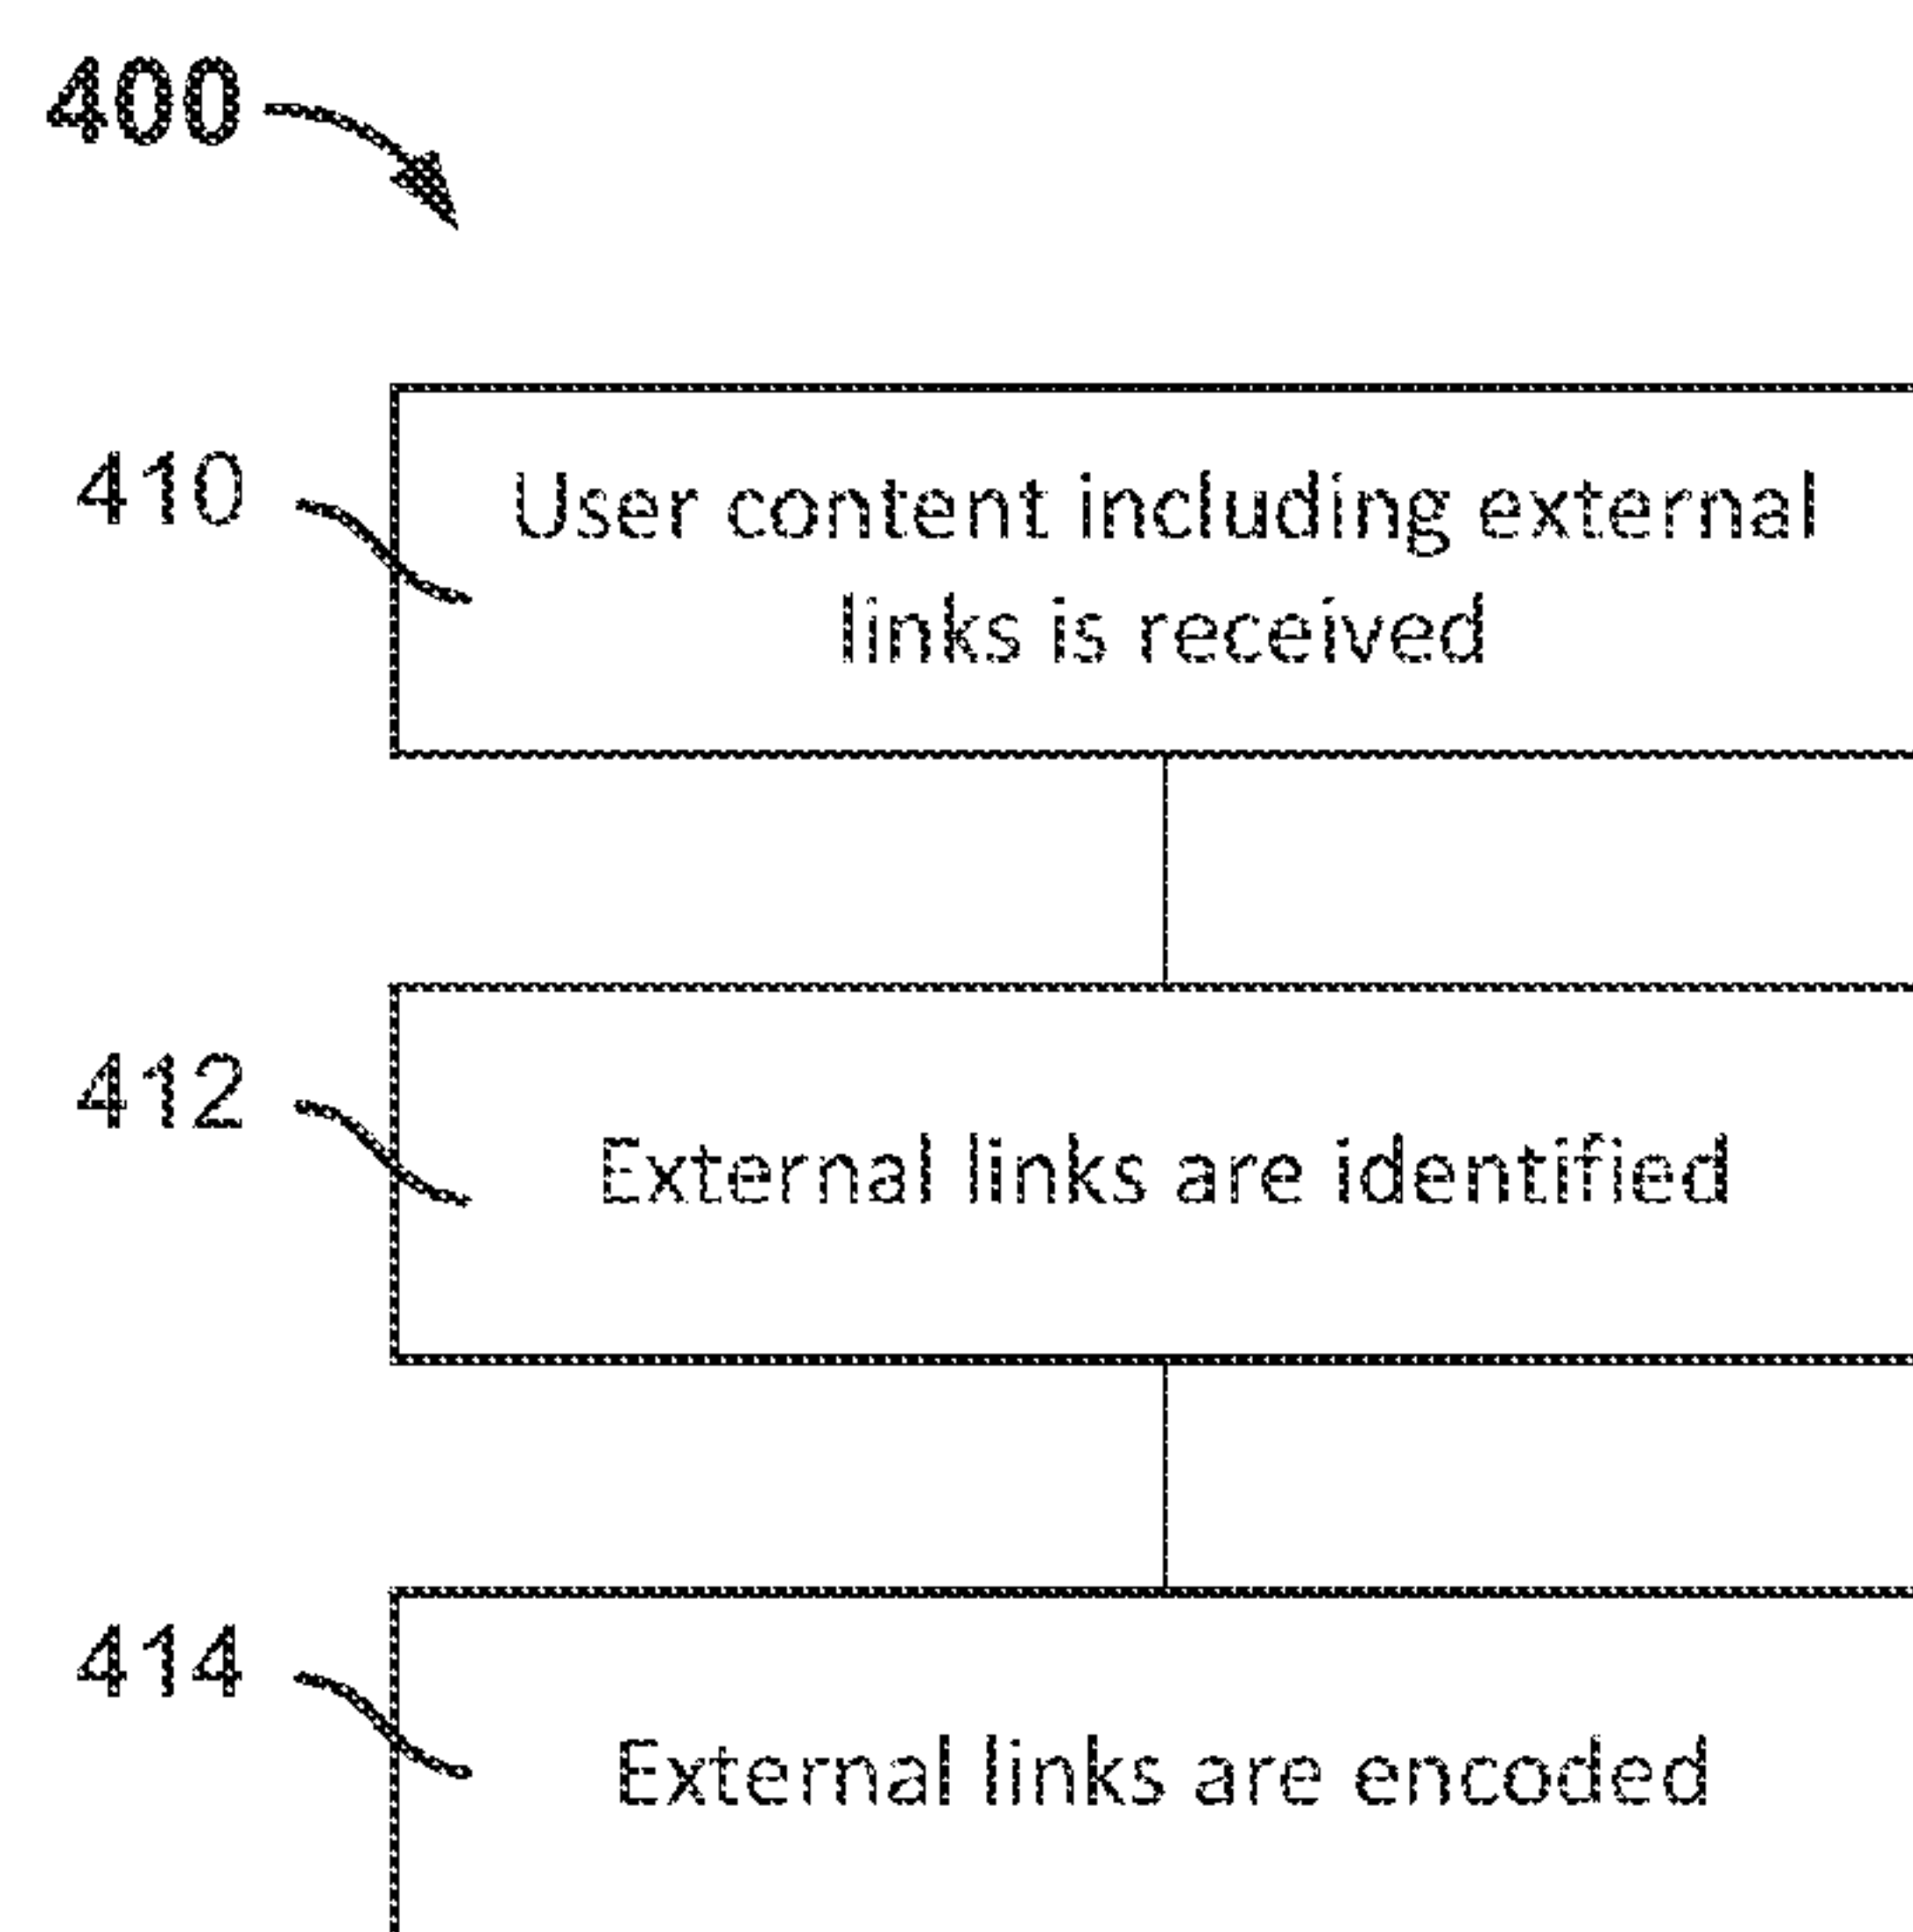 400
410
User content including external
links is received
412
External links are identified
414
External links are encoded